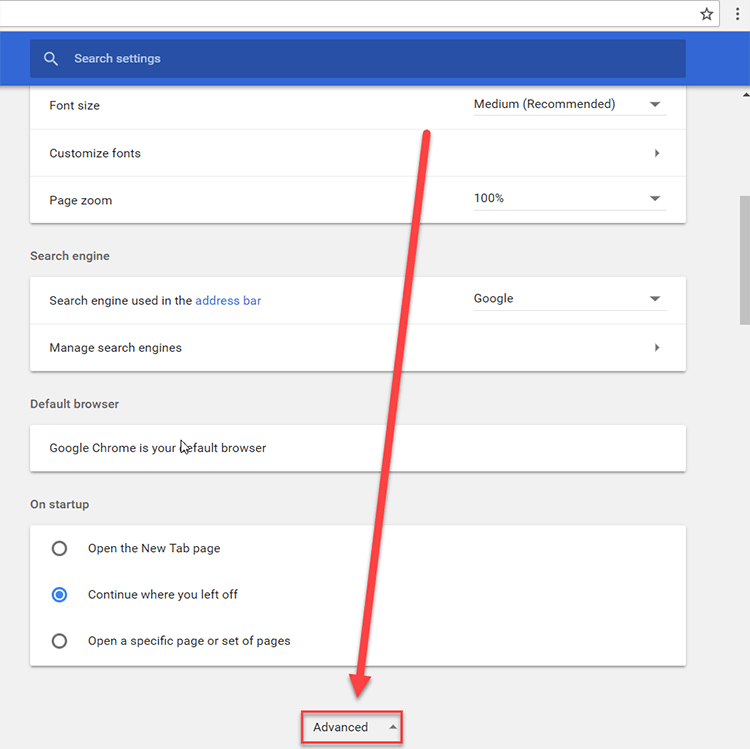 Search settings
Font size
Medium (Recommended)
Customize fonts
Page zoom
100%
Search engine
Search engine used in the address bar
Google
Manage search engines
Default browser
Google Chrome is your default browser
On startup
Open the New Tab page
Continue where you left off
Open a specific page or set of pages
Advanced